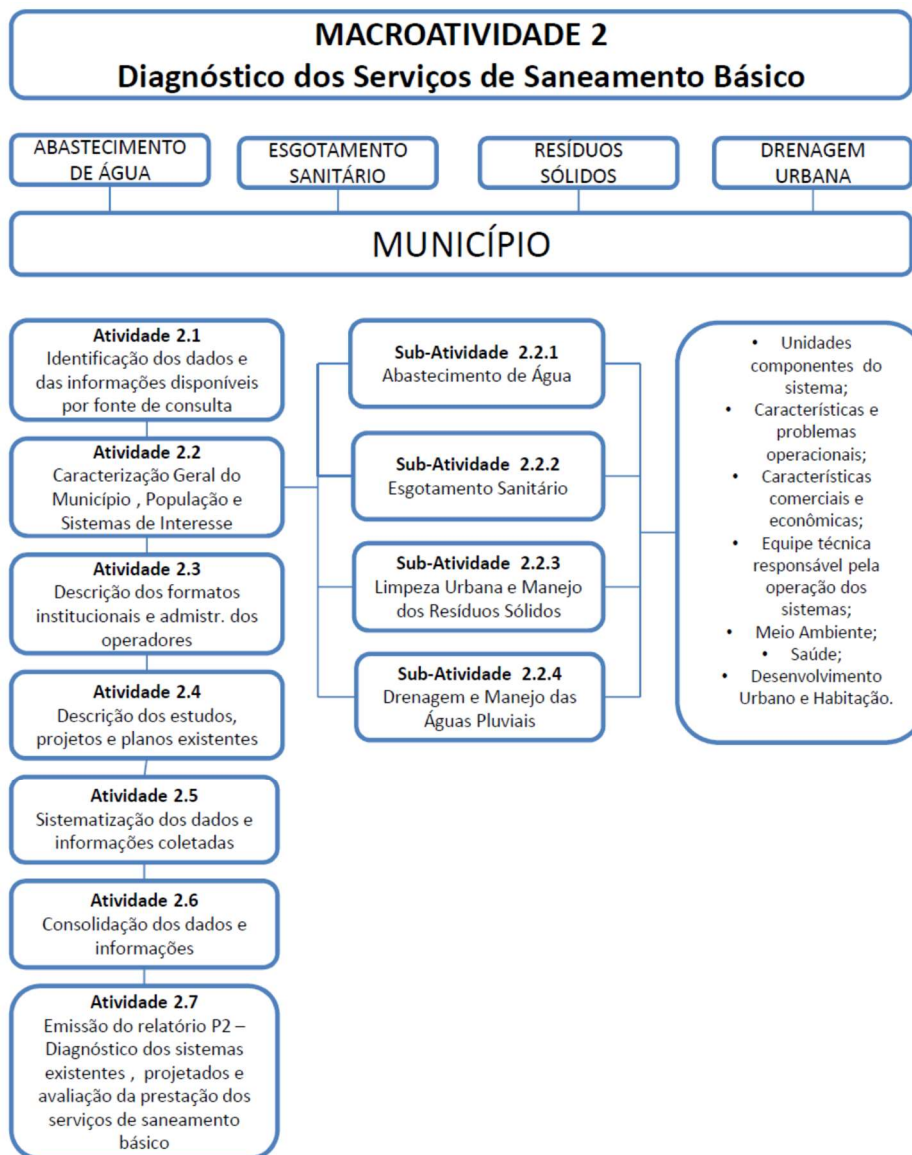 MACROATIVIDADE 2
Diagnóstico dos Serviços de Saneamento Básico
ABASTECIMENTO
DE ÁGUA
ESGOTAMENTO
SANITÁRIO
RESÍDUOS
SÓLIDOS
DRENAGEM
URBANA
MUNICÍPIO
Atividade 2.1
Identificação dos dados e
das informações disponíveis
por fonte de consulta
Atividade 2.2
Caracterização Geral do
Município , População e
Sistemas de Interesse
Atividade 2.3
Descrição dos formatos
institucionais e admistr. dos
operadores
Atividade 2.4
Descrição dos estudos,
projetos e planos existentes
Atividade 2.5
Sistematização dos dados e
informações coletadas
Atividade 2.6
Consolidação dos dados e
informações
Atividade 2.7
Emissão do relatório P2 –
Diagnóstico dos sistemas
existentes , projetados e
avaliação da prestação dos
serviços de saneamento
básico
Sub-Atividade 2.2.1
Abastecimento de Água
Sub-Atividade 2.2.2
Esgotamento Sanitário
Sub-Atividade 2.2.3
Limpeza Urbana e Manejo
dos Resíduos Sólidos
Sub-Atividade 2.2.4
Drenagem e Manejo das
Águas Pluviais
• Unidades
componentes do
sistema;
• Características e
problemas
operacionais;
• Características
comerciais e
econômicas;
• Equipe técnica
responsável pela
operação dos
sistemas;
• Meio Ambiente;
• Saúde;
• Desenvolvimento
Urbano e Habitação.